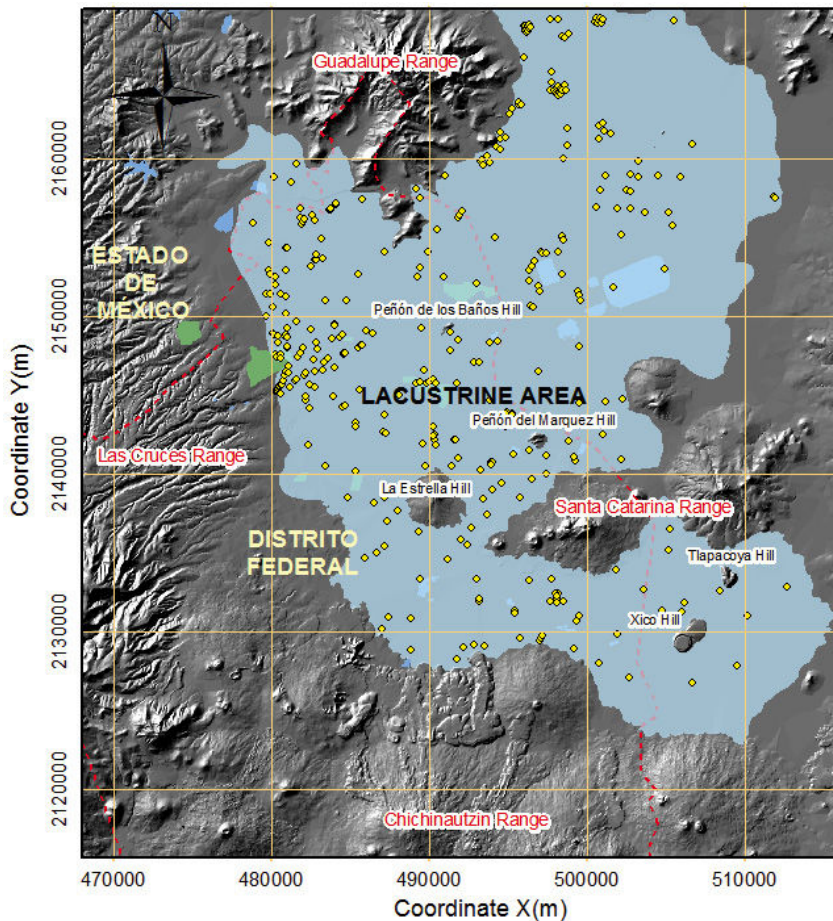 Guadalupe Range
2160000
ESTADO
DE
MÉXICO
2150000
Peñón de los Baños Hill
Coordinate Y(m)
LACUSTRINE AREA
Peñón del Marquez Hill
Las Cruces Range
2140000
La Estrella Hill
Santa Catarina Range
DISTRITO
FEDERAL
Tlapacoya Hill
Xico Hill
2130000
2120000
Chichinautzin Range
470000 480000 490000 500000 510000
Coordinate X(m)